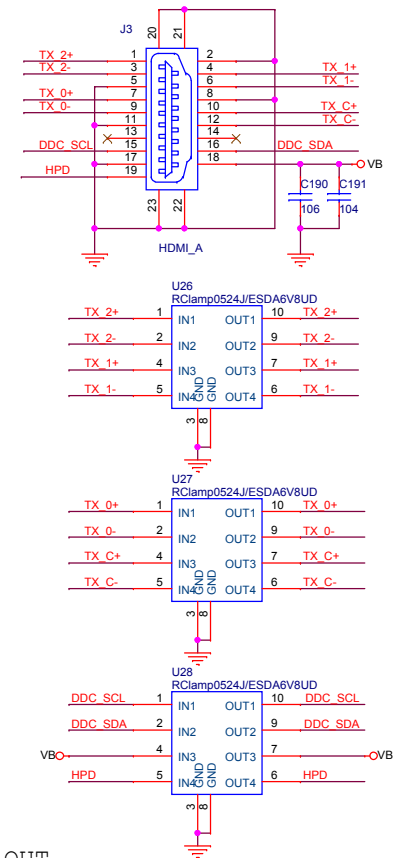 J3
20 21
TX_2+ 1 2
TX_2- 3 4 TX_1+
5 6 TX_1-
TX_0+ 7 8
TX_0- 9 10 TX_C+
11 12 TX_C-
13 14
DDC_SCL 15 16 DDC_SDA
17 18 VB
HPD 19
C190 C191
106 104
23 22
HDMI_A
U26
RClamp0524J/ESDA6V8UD
TX_2+ 1 IN1 OUT1 10 TX_2+
TX_2- 2 IN2 OUT2 9 TX_2-
TX_1+ 4 IN3 OUT3 7 TX_1+
TX_1- 5 IN4 GND GND OUT4 6 TX_1-
3 8
U27
RClamp0524J/ESDA6V8UD
TX_0+ 1 IN1 OUT1 10 TX_0+
TX_0- 2 IN2 OUT2 9 TX_0-
TX_C+ 4 IN3 OUT3 7 TX_C+
TX_C- 5 IN4 GND GND OUT4 6 TX_C-
3 8
U28
RClamp0524J/ESDA6V8UD
DDC_SCL 1 IN1 OUT1 10 DDC_SCL
DDC_SDA 2 IN2 OUT2 9 DDC_SDA
VB 4 IN3 OUT3 7 VB
HPD 5 IN4 GND GND OUT4 6 HPD
3 8
OUT